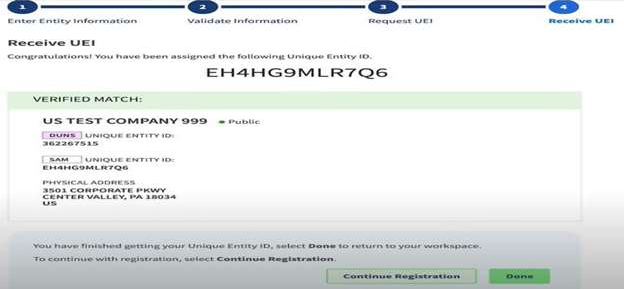 1 2 3 4
Enter Entity Information Validate Information Request UEI Receive UEI
Receive UEI
Congratulations! You have been assigned the following Unique Entity ID.
EH4HG9MLR7Q6
VERIFIED MATCH:
US TEST COMPANY 999 Public
DUNS UNIQUE ENTITY ID:
362267515
SAM UNIQUE ENTITY ID:
EH4HG9MLR7Q6
PHYSICAL ADDRESS
3501 CORPORATE PKWY
CENTER VALLEY, PA 18034
US
You have finished getting your Unique Entity ID, select Done to return to your workspace.
To continue with registration, select Continue Registration.
Continue Registration Done